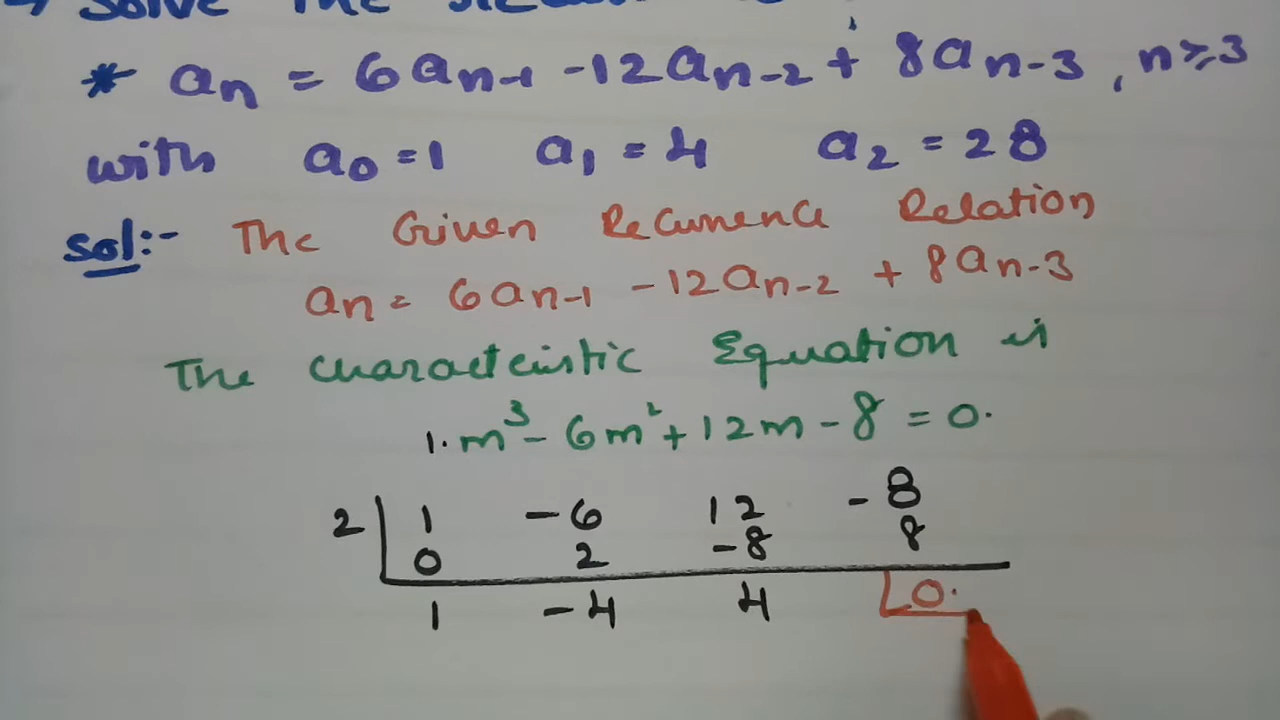 * an = 6an-1 - 12an-2 + 8an-3, n≥3
with a0 = 1 a1 = 4 a2 = 28
Sol:- The Given Recurrence Relation
an = 6an-1 - 12an-2 + 8an-3
The characteristic Equation is
1. m³ - 6m² + 12m - 8 = 0.
2 | 1 -6 12 -8
0 2 -8 8
1 -4 4 |0.